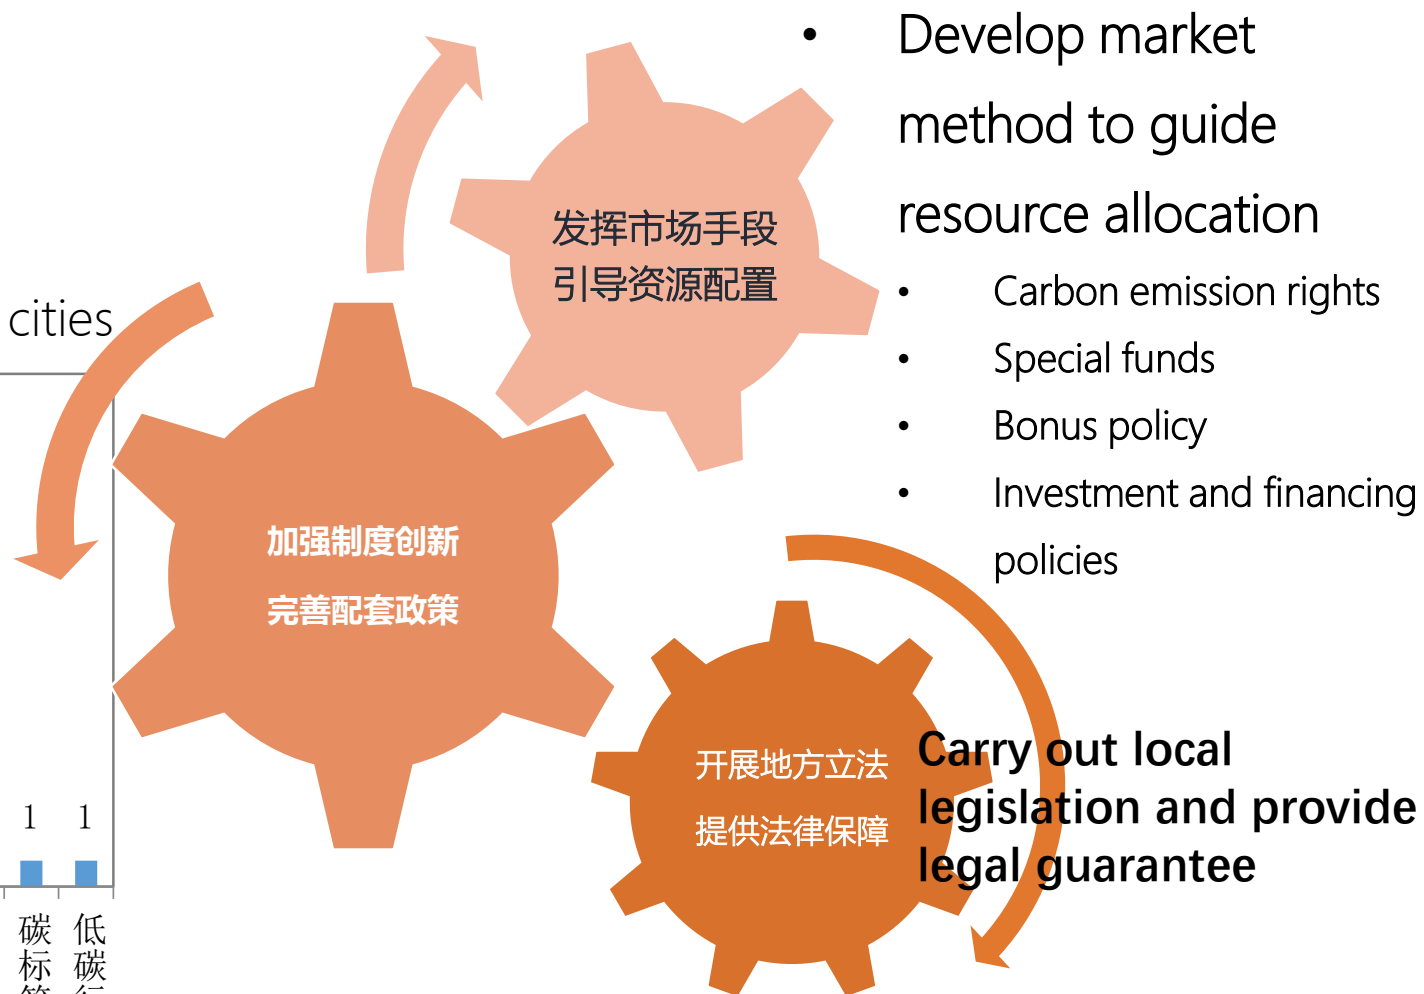 • Develop market
method to guide
resource allocation
• Carbon emission rights
• Special funds
• Bonus policy
• Investment and financing
policies
发挥市场手段
引导资源配置
cities
加强制度创新
完善配套政策
开展地方立法
提供法律保障
Carry out local
legislation and provide
legal guarantee
1 1
碳标
低碳